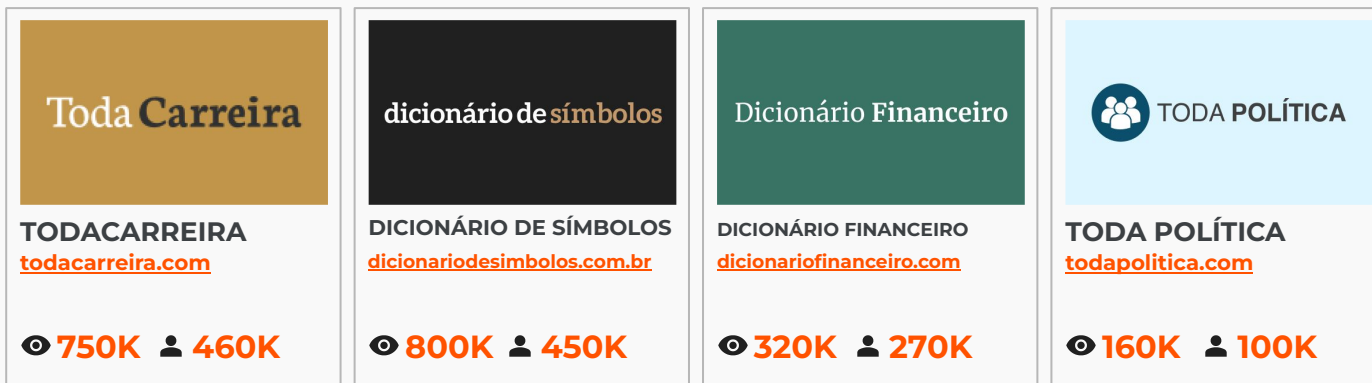 Toda Carreira
TODACARREIRA
todacarreira.com
750K 460K
dicionário de símbolos
DICIONÁRIO DE SÍMBOLOS
dicionariodesimbolos.com.br
800K 450K
Dicionário Financeiro
DICIONÁRIO FINANCEIRO
dicionariofinanceiro.com
320K 270K
TODA POLÍTICA
TODA POLÍTICA
todapolitica.com
160K 100K